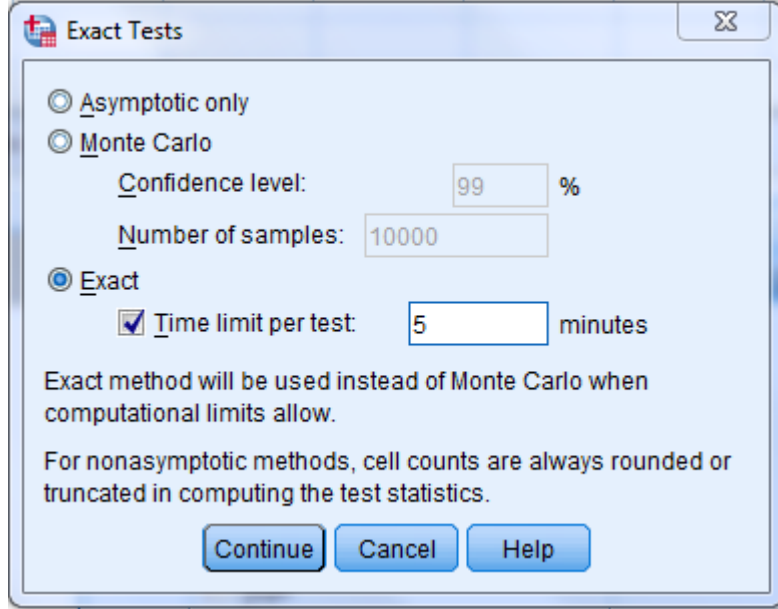 Exact Tests
Asymptotic only
Monte Carlo
Confidence level: 99 %
Number of samples: 10000
Exact
Time limit per test: 5 minutes
Exact method will be used instead of Monte Carlo when
computational limits allow.
For nonasymptotic methods, cell counts are always rounded or
truncated in computing the test statistics.
Continue Cancel Help